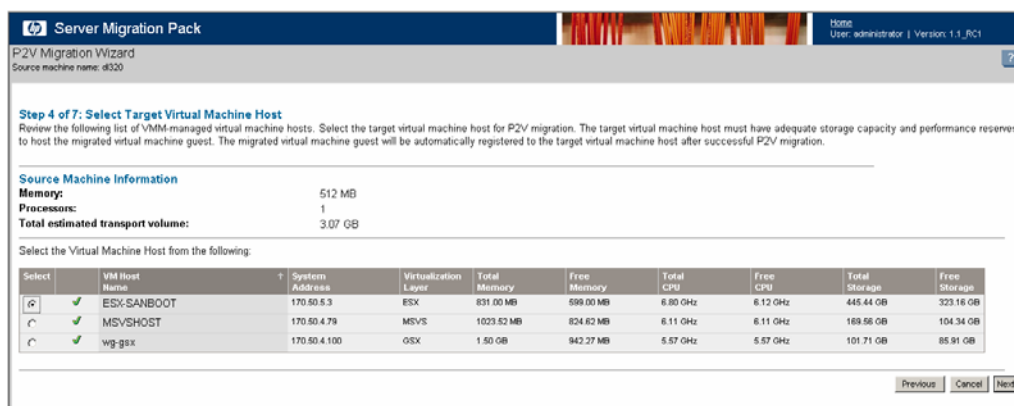 hp Server Migration Pack
Home
User: administrator | Version: 1.1_RC1
P2V Migration Wizard
Source machine name: dl320
?
Step 4 of 7: Select Target Virtual Machine Host
Review the following list of VMM-managed virtual machine hosts. Select the target virtual machine host for P2V migration. The target virtual machine host must have adequate storage capacity and performance reserves
to host the migrated virtual machine guest. The migrated virtual machine guest will be automatically registered to the target virtual machine host after successful P2V migration.
Source Machine Information
Memory: 512 MB
Processors: 1
Total estimated transport volume: 3.07 GB
Select the Virtual Machine Host from the following:
Select VM Host Name ↑ System Address Virtualization Layer Total Memory Free Memory Total CPU Free CPU Total Storage Free Storage
ESX-SANBOOT 170.50.5.3 ESX 831.00 MB 599.00 MB 6.80 GHz 6.12 GHz 445.44 GB 323.16 GB
MSVSHOST 170.50.4.79 MSVS 1023.52 MB 824.62 MB 6.11 GHz 6.11 GHz 169.56 GB 104.34 GB
wg-gsx 170.50.4.100 GSX 1.50 GB 942.27 MB 5.57 GHz 5.57 GHz 101.71 GB 85.91 GB
Previous Cancel Next